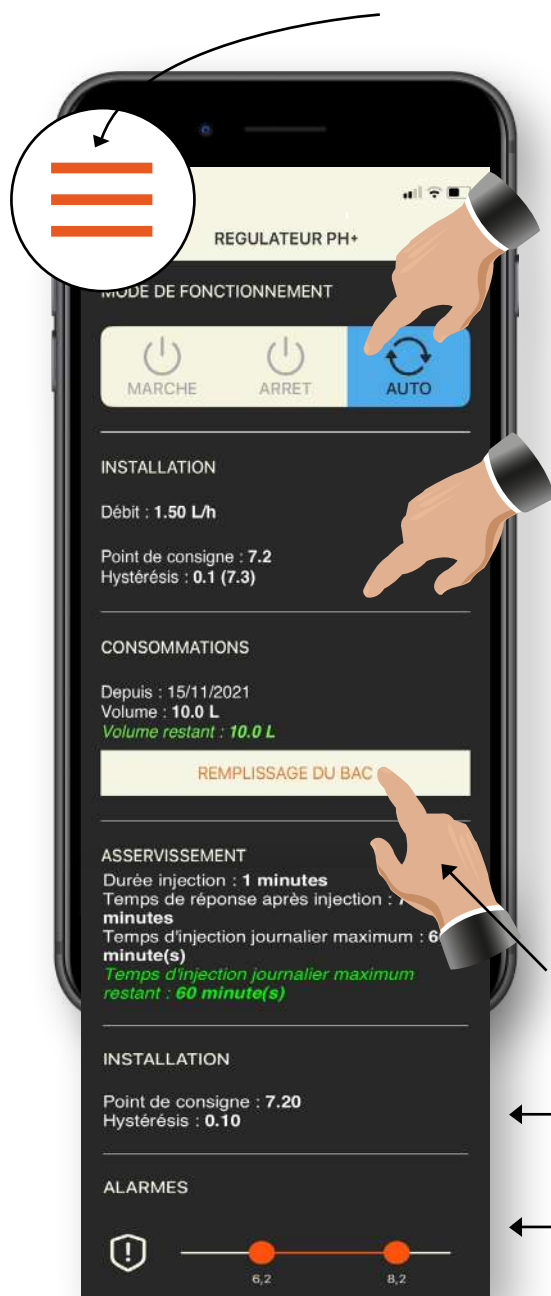 REGULATEUR PH+
MODE DE FONCTIONNEMENT
MARCHE ARRET AUTO
INSTALLATION
Débit : 1.50 L/h
Point de consigne : 7.2
Hystérésis : 0.1 (7.3)
CONSOMMATIONS
Depuis : 15/11/2021
Volume : 10.0 L
Volume restant : 10.0 L
REMPLISSAGE DU BAC
ASSERVISSEMENT
Durée injection : 1 minutes
Temps de réponse après injection :
minutes
Temps d'injection journalier maximum : 6
minute(s)
Temps d'injection journalier maximum
restant : 60 minute(s)
INSTALLATION
Point de consigne : 7.20
Hystérésis : 0.10
ALARMES
6,2 8,2